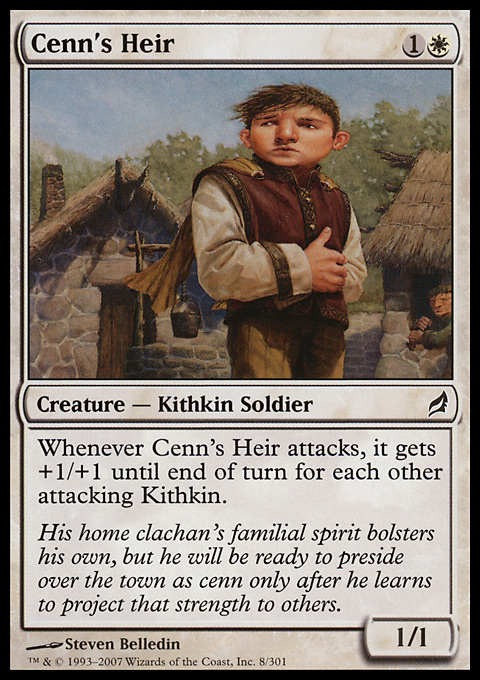 Cenn's Heir 1
Creature — Kithkin Soldier
Whenever Cenn's Heir attacks, it gets
+1/+1 until end of turn for each other
attacking Kithkin.
His home clachan's familial spirit bolsters
his own, but he will be ready to preside
over the town as cenn only after he learns
to project that strength to others.
Steven Belledin
1/1
™ & © 1993–2007 Wizards of the Coast, Inc. 8/301